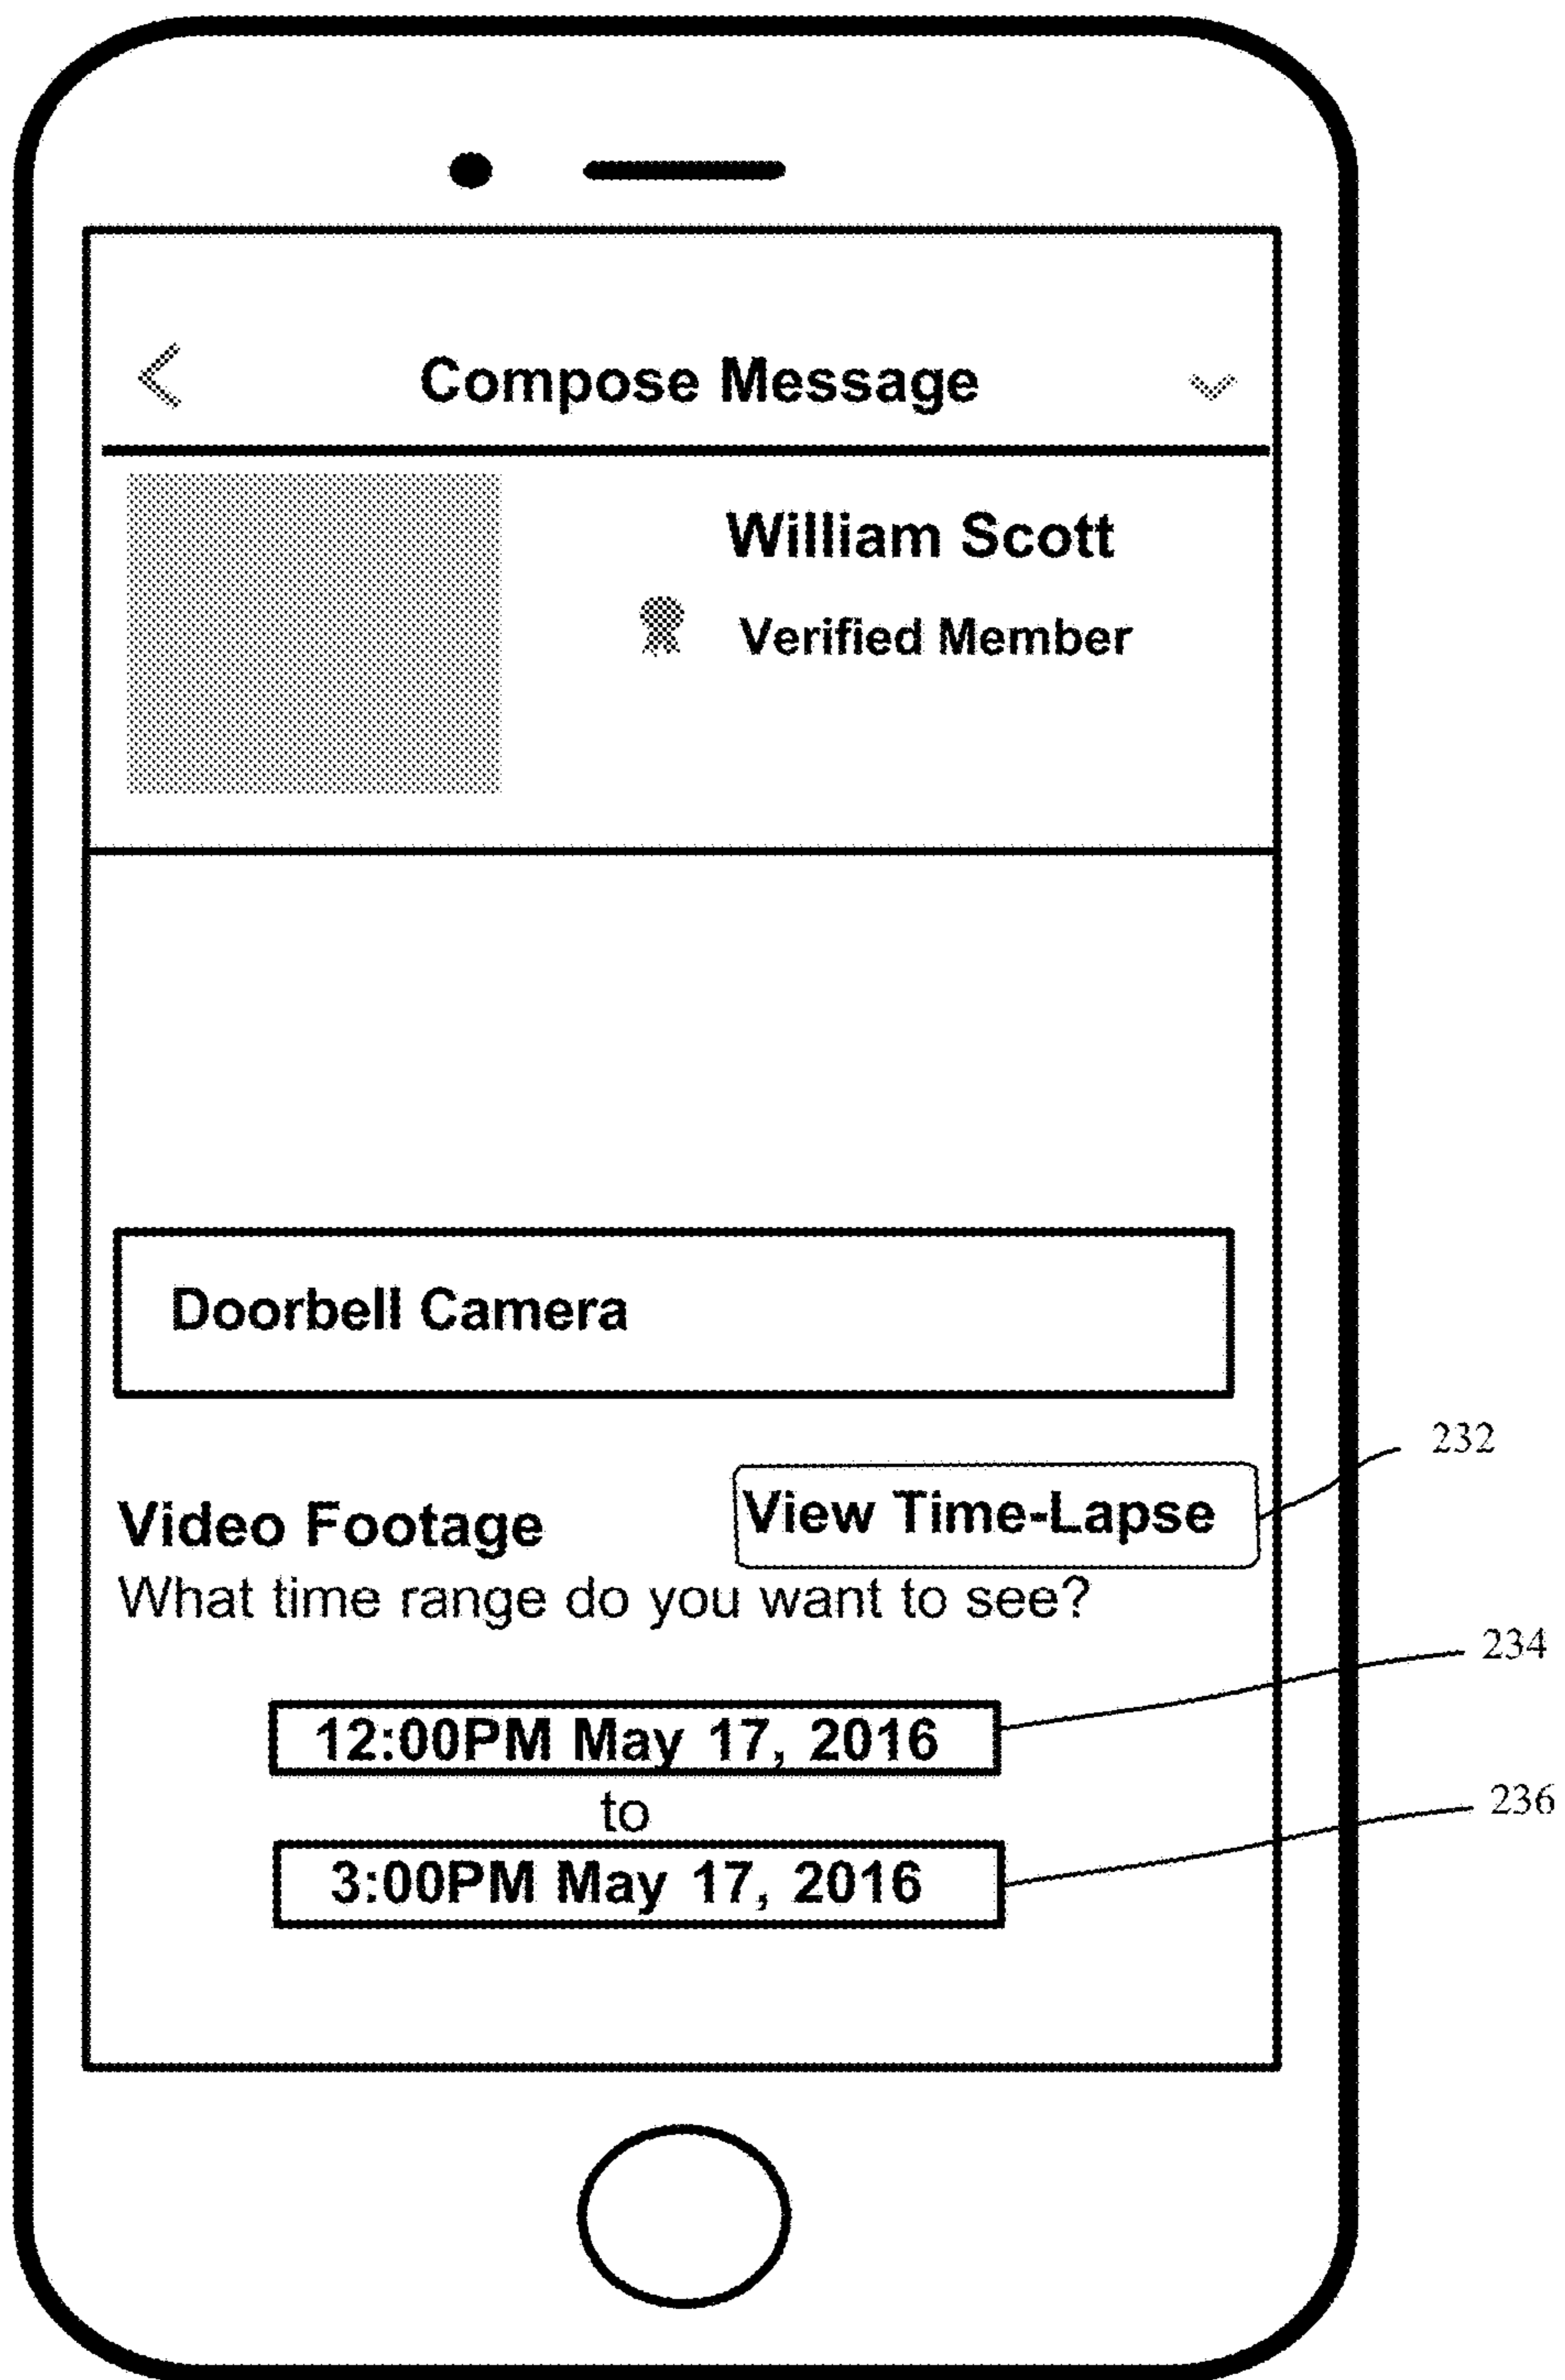 Compose Message
William Scott
Verified Member
Doorbell Camera
232
View Time-Lapse
Video Footage
What time range do you want to see?
234
12:00PM May 17, 2016
to
236
3:00PM May 17, 2016